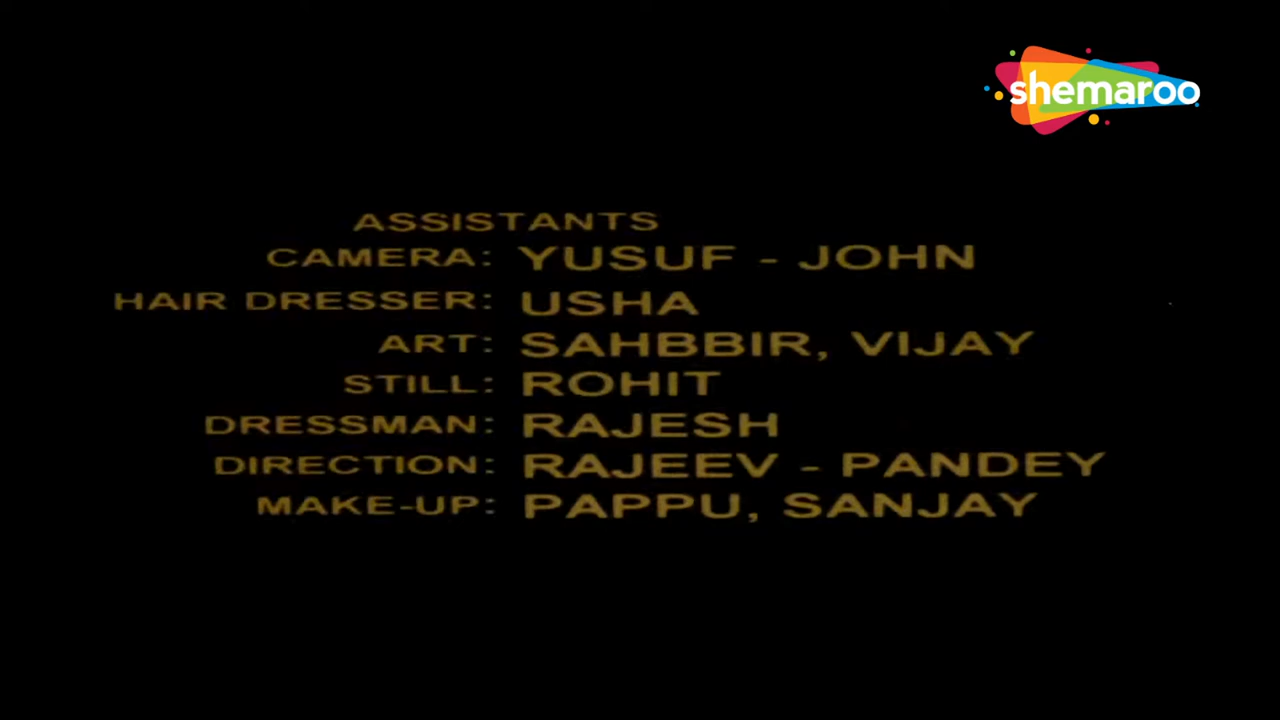 shemaroo
ASSISTANTS
CAMERA: YUSUF - JOHN
HAIR DRESSER: USHA
ART: SAHBBIR, VIJAY
STILL: ROHIT
DRESSMAN: RAJESH
DIRECTION: RAJEEV - PANDEY
MAKE-UP: PAPPU, SANJAY